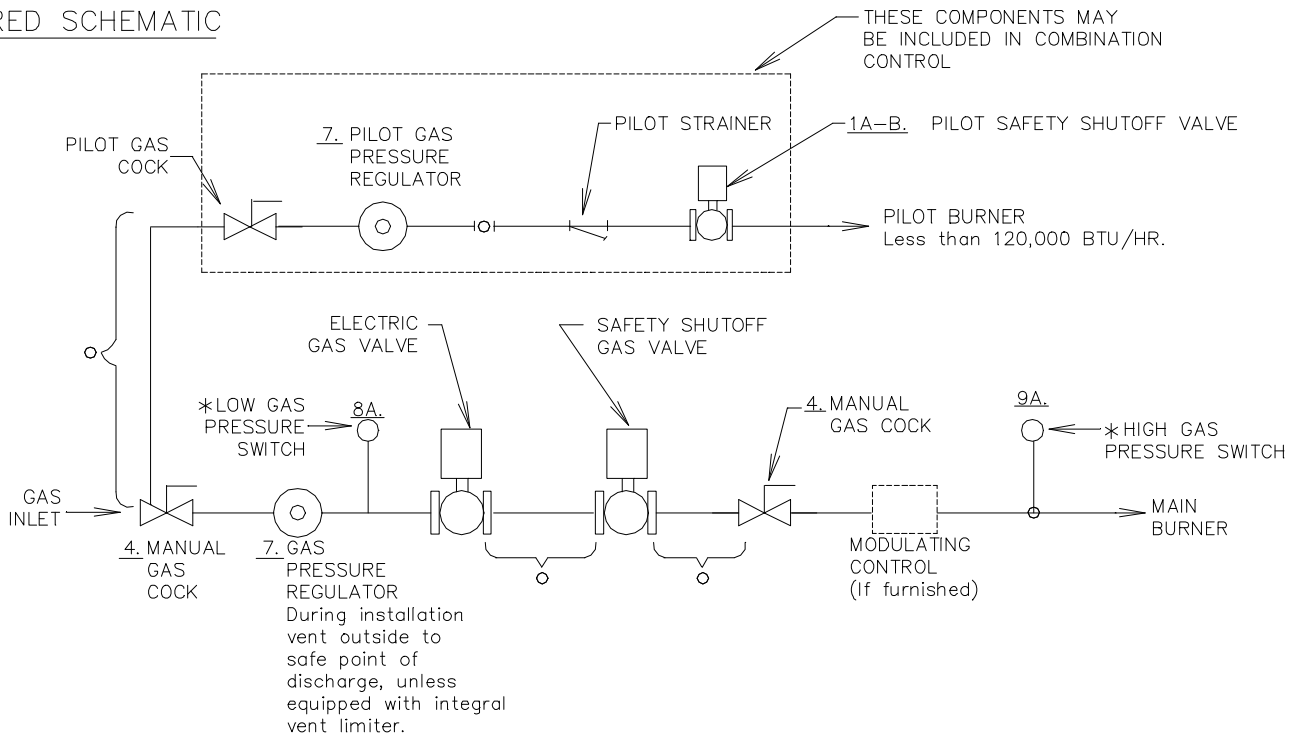 RED SCHEMATIC
THESE COMPONENTS MAY
BE INCLUDED IN COMBINATION
CONTROL
PILOT GAS
COCK
7. PILOT GAS
PRESSURE
REGULATOR
PILOT STRAINER
1A-B. PILOT SAFETY SHUTOFF VALVE
PILOT BURNER
Less than 120,000 BTU/HR.
ELECTRIC
GAS VALVE
SAFETY SHUTOFF
GAS VALVE
*LOW GAS
PRESSURE
SWITCH
8A.
4. MANUAL
GAS COCK
9A.
*HIGH GAS
PRESSURE SWITCH
GAS
INLET
MAIN
BURNER
4. MANUAL
GAS
COCK
7. GAS
PRESSURE
REGULATOR
During installation
vent outside to
safe point of
discharge, unless
equipped with integral
vent limiter.
MODULATING
CONTROL
(If furnished)